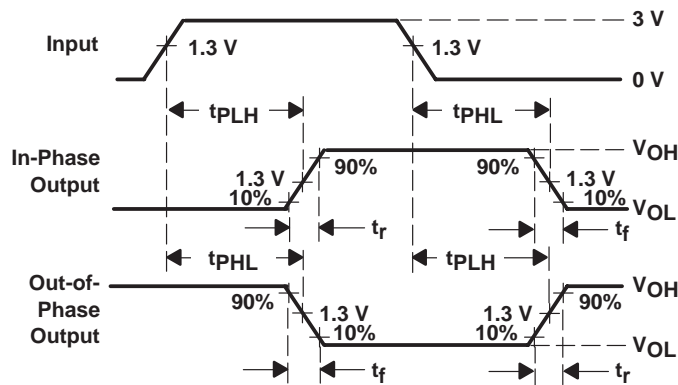 3 V
Input
1.3 V
1.3 V
0 V
tPLH
tPHL
In-Phase
Output
VOH
90%
90%
1.3 V
1.3 V
10%
10%
VOL
tr
tf
tPHL
tPLH
Out-of-
Phase
Output
VOH
90%
90%
1.3 V
1.3 V
10%
10%
VOL
tf
tr